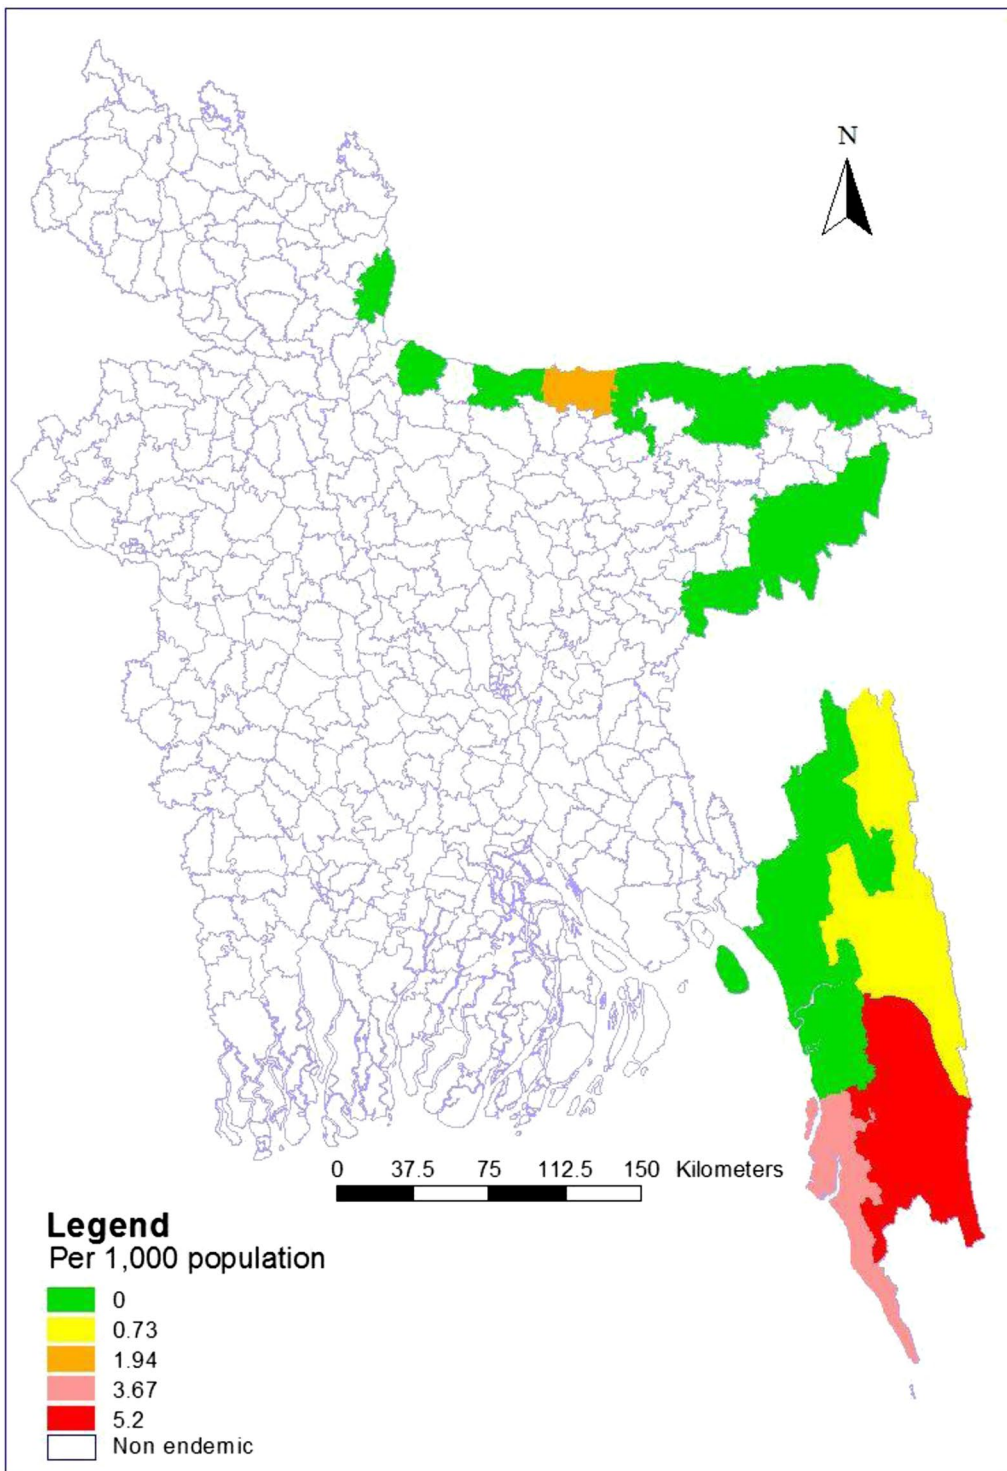 N
0 37.5 75 112.5 150 Kilometers
Legend
Per 1,000 population
0
0.73
1.94
3.67
5.2
Non endemic